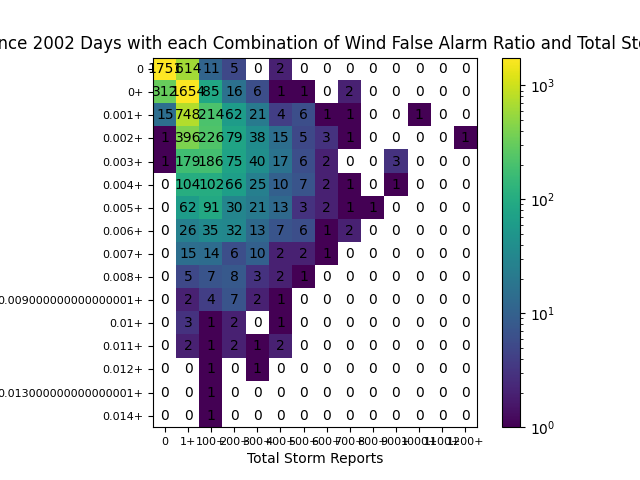 nce 2002 Days with each Combination of Wind False Alarm Ratio and Total Sto
0 1751 614 11 5 0 2 0 0 0 0 0 0 0 0
0+ 312 1654 85 16 6 1 1 0 2 0 0 0 0 0
0.001+ 15 748 214 62 21 4 6 1 1 0 0 1 0 0
0.002+ 1 396 226 79 38 15 5 3 1 0 0 0 0 1
0.003+ 1 179 186 75 40 17 6 2 0 0 3 0 0 0
0.004+ 0 104 102 66 25 10 7 2 1 0 1 0 0 0
0.005+ 0 62 91 30 21 13 3 2 1 1 0 0 0 0
0.006+ 0 26 35 32 13 7 6 1 2 0 0 0 0 0
0.007+ 0 15 14 6 10 2 2 1 0 0 0 0 0 0
0.008+ 0 5 7 8 3 2 1 0 0 0 0 0 0 0
0.009000000000000001+ 0 2 4 7 2 1 0 0 0 0 0 0 0 0
0.01+ 0 3 1 2 0 1 0 0 0 0 0 0 0 0
0.011+ 0 2 1 2 1 2 0 0 0 0 0 0 0 0
0.012+ 0 0 1 0 1 0 0 0 0 0 0 0 0 0
0.013000000000000001+ 0 0 1 0 0 0 0 0 0 0 0 0 0 0
0.014+ 0 0 1 0 0 0 0 0 0 0 0 0 0 0
0 1+ 100+ 200+ 300+ 400+ 500+ 600+ 700+ 800+ 900+ 1000+ 1100+ 1200+
Total Storm Reports
10³
10²
10¹
10⁰